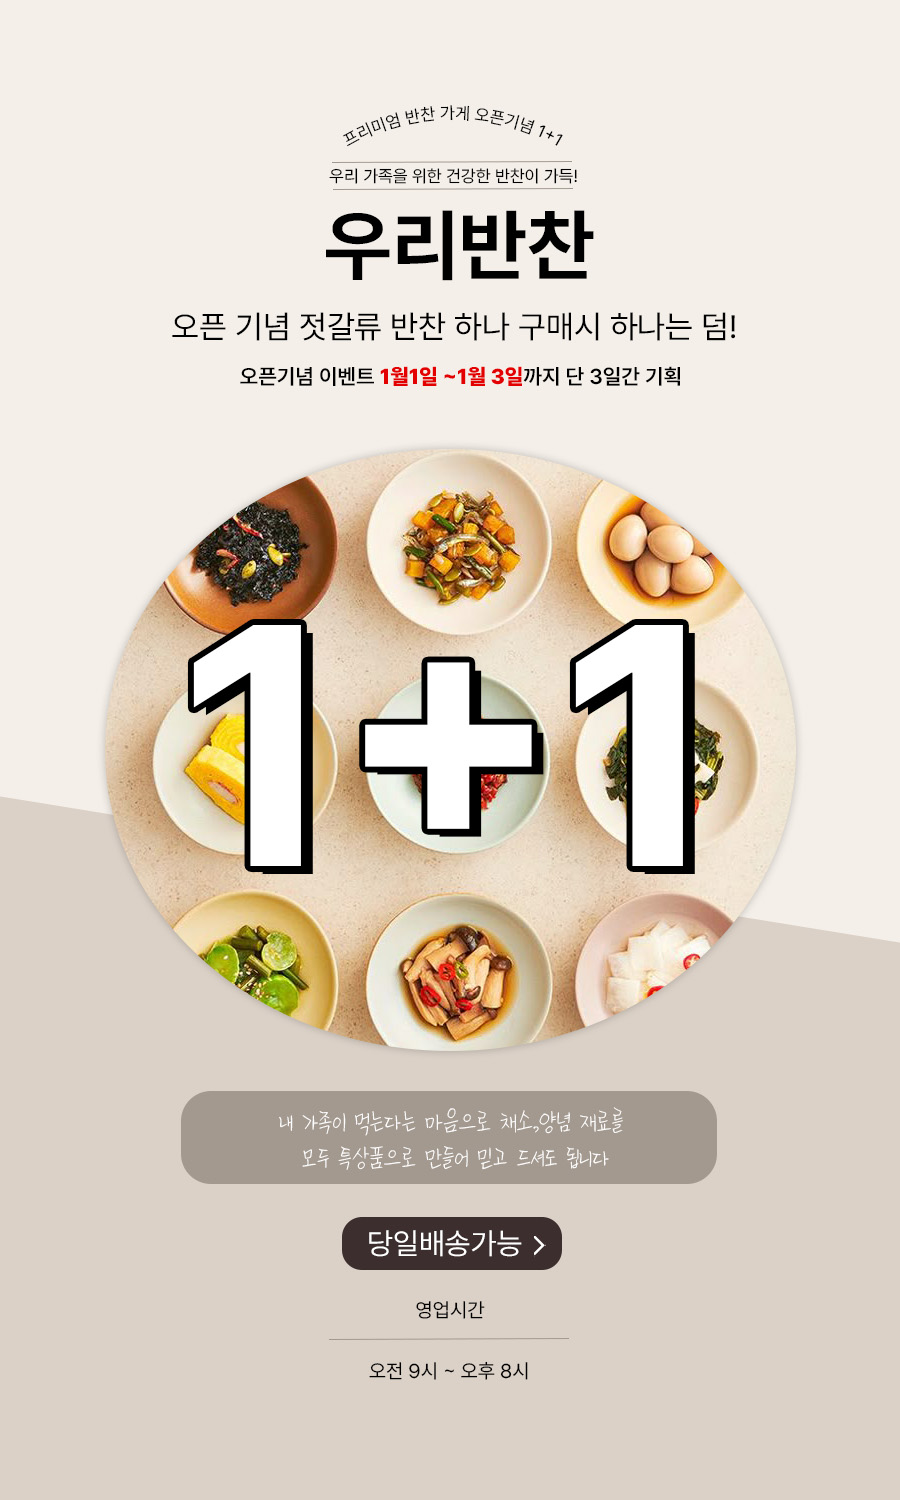 프리미엄 반찬 가게 오픈기념 1+1
우리 가족을 위한 건강한 반찬이 가득!
우리반찬
오픈 기념 젓갈류 반찬 하나 구매시 하나는 덤!
오픈기념 이벤트 1월1일 ~1월 3일까지 단 3일간 기획
1+1
내 가족이 먹는다는 마음으로 채소,양념 재료를
모두 특상품으로 만들어 믿고 드셔도 됩니다
당일배송가능 >
영업시간
오전 9시 ~ 오후 8시